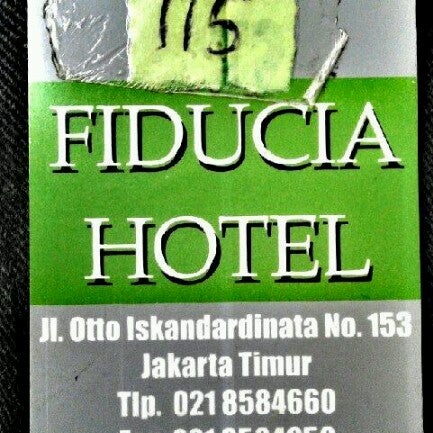 115
FIDUCIA
HOTEL
Jl. Otto Iskandardinata No. 153
Jakarta Timur
Tlp. 021 8584660